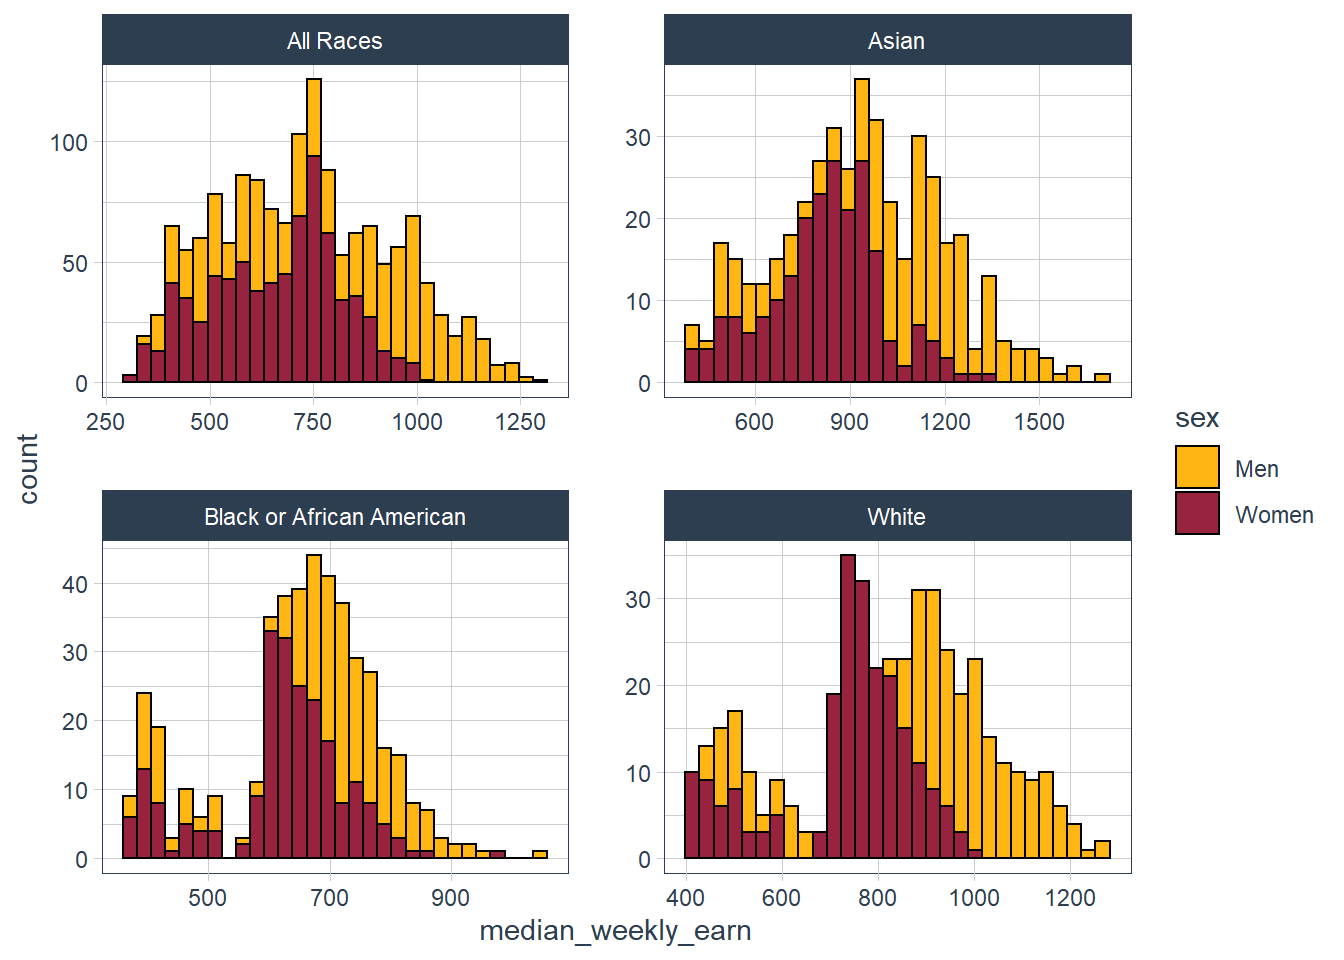 All Races
Asian
100
50
0
250 500 750 1000 1250
30
20
10
0
600 900 1200 1500
count
Black or African American
White
40
30
20
10
0
500 700 900
30
20
10
0
400 600 800 1000 1200
median_weekly_earn
sex
Men
Women